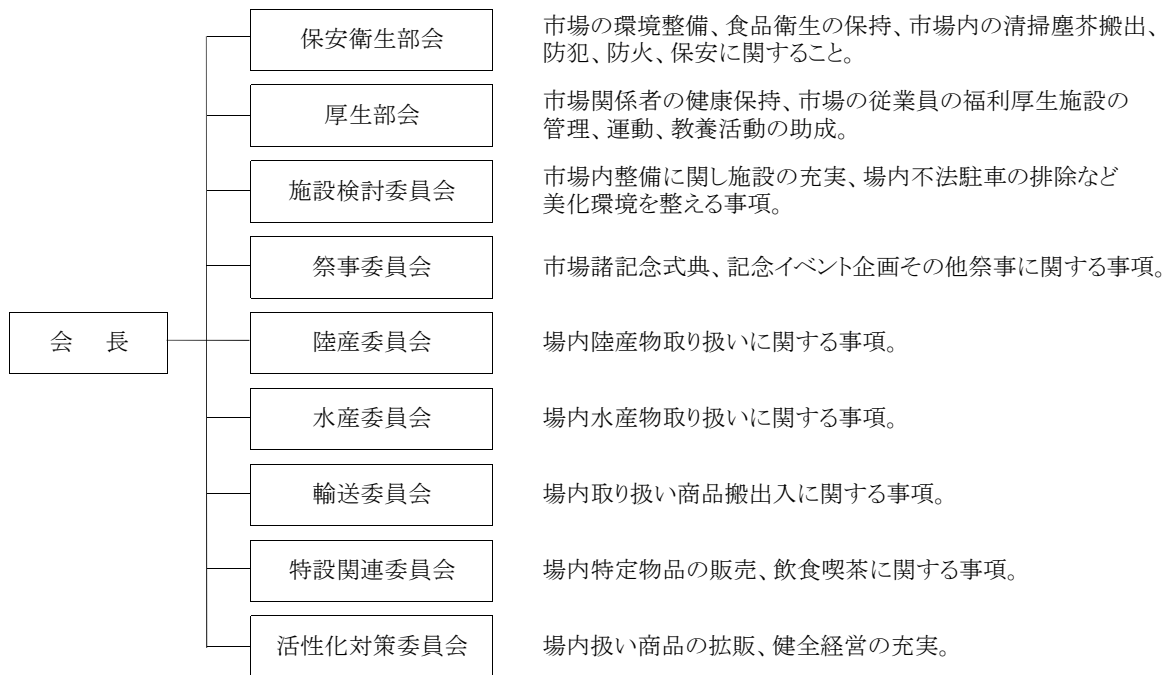 保安衛生部会
市場の環境整備、食品衛生の保持、市場内の清掃塵芥搬出、
防犯、防火、保安に関すること。
厚生部会
市場関係者の健康保持、市場の従業員の福利厚生施設の
管理、運動、教養活動の助成。
施設検討委員会
市場内整備に関し施設の充実、場内不法駐車の排除など
美化環境を整える事項。
祭事委員会
市場諸記念式典、記念イベント企画その他祭事に関する事項。
会　長
陸産委員会
場内陸産物取り扱いに関する事項。
水産委員会
場内水産物取り扱いに関する事項。
輸送委員会
場内取り扱い商品搬出入に関する事項。
特設関連委員会
場内特定物品の販売、飲食喫茶に関する事項。
活性化対策委員会
場内扱い商品の拡販、健全経営の充実。